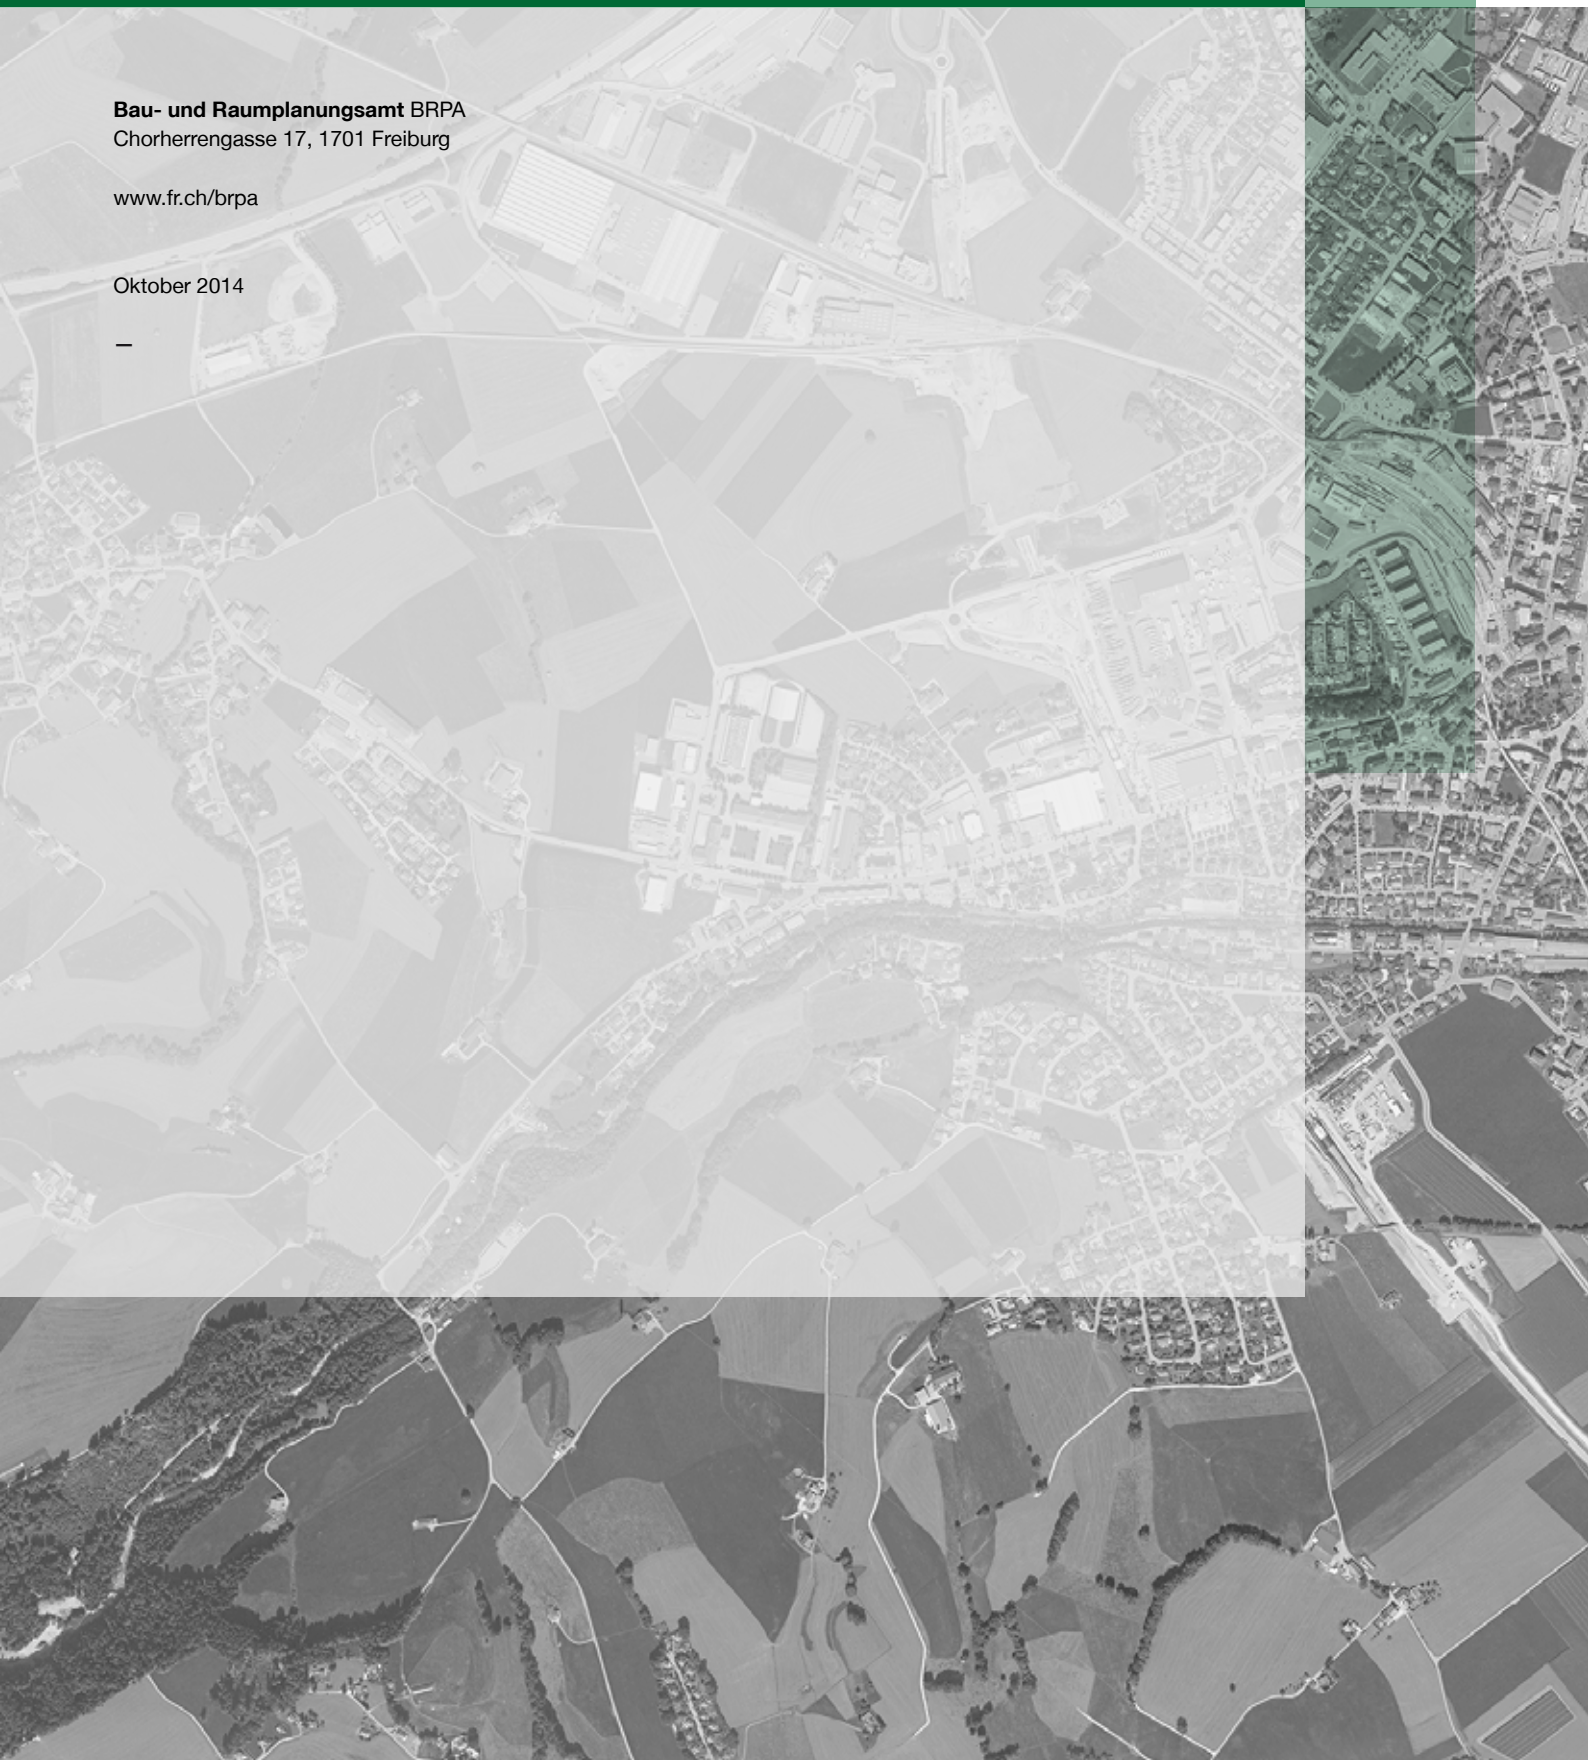 Bau- und Raumplanungsamt BRPA
Chorherrengasse 17, 1701 Freiburg
www.fr.ch/brpa
Oktober 2014
—